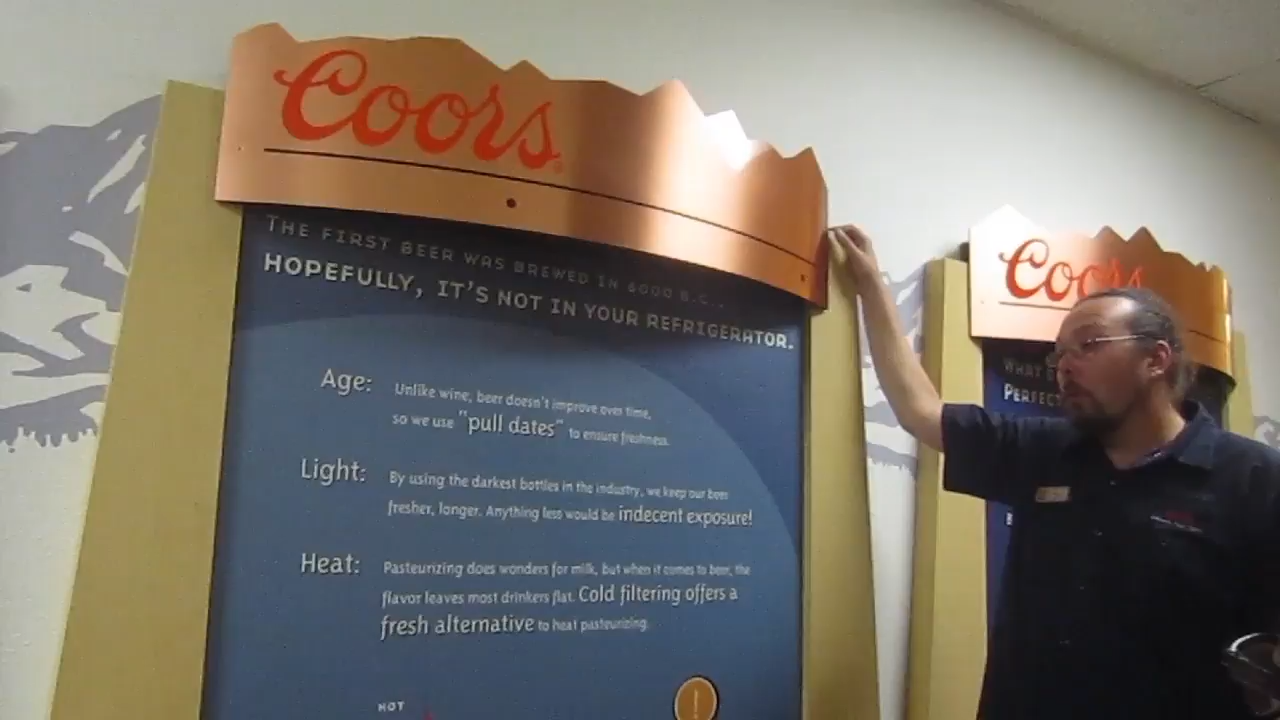 Coors
THE FIRST BEER WAS BREWED IN 6000 B.C...
HOPEFULLY, IT'S NOT IN YOUR REFRIGERATOR.
Age:
Unlike wine, beer doesn't improve over time,
so we use "pull dates" to ensure freshness.
Light:
By using the darkest bottles in the industry, we keep our beer
fresher, longer. Anything less would be indecent exposure!
Heat:
Pasteurizing does wonders for milk, but when it comes to beer, the
flavor leaves most drinkers flat. Cold filtering offers a
fresh alternative to heat pasteurizing.
HOT
!
Coors